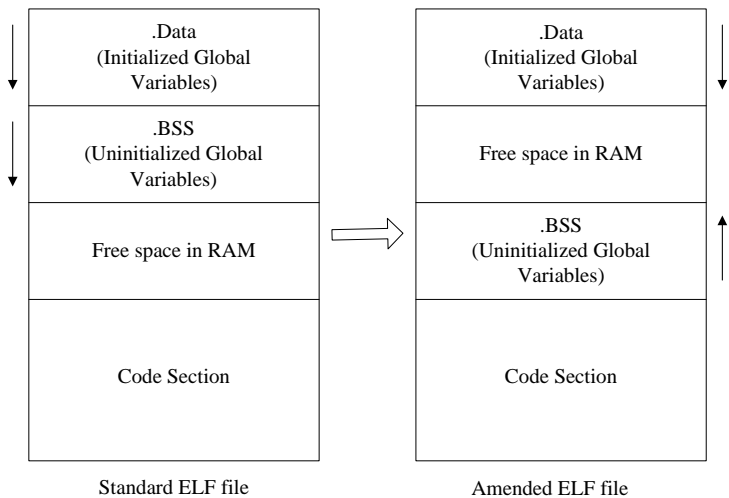 .Data
(Initialized Global
Variables)
.BSS
(Uninitialized Global
Variables)
Free space in RAM
Code Section
Standard ELF file
.Data
(Initialized Global
Variables)
Free space in RAM
.BSS
(Uninitialized Global
Variables)
Code Section
Amended ELF file